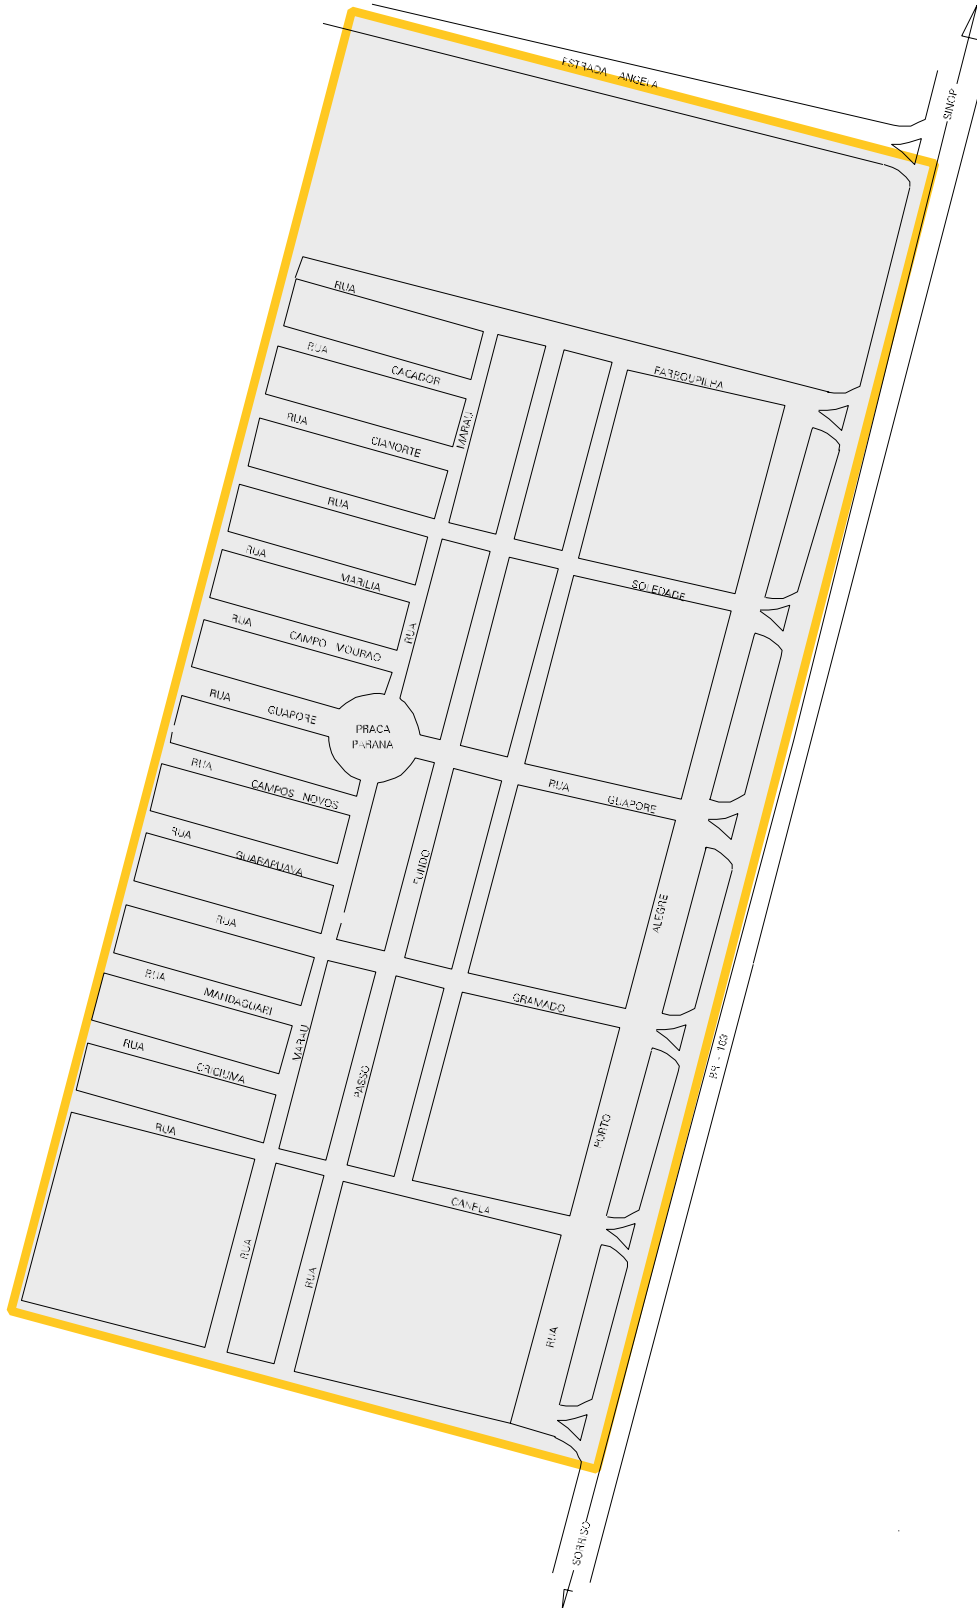 ESTRADA ANGELA
SINOP
RUA
FARROUPILHA
RUA
CACADOR
MARAU
RUA
CIANORTE
RUA
RUA
MARILIA
SOLEDADE
RUA
RUA
CAMPO MOURAO
RUA
GUAPORE
PRACA
PARANA
RUA
CAMPOS NOVOS
RUA
GUAPORE
RUA
GUARAPUAVA
FUNDO
RUA
ALEGRE
RUA
MANDAGUARI
GRAMADO
MARAU
RUA
CRICIUMA
PASSO
BR - 163
RUA
PORTO
CANELA
RUA
RUA
RUA
SORRISO